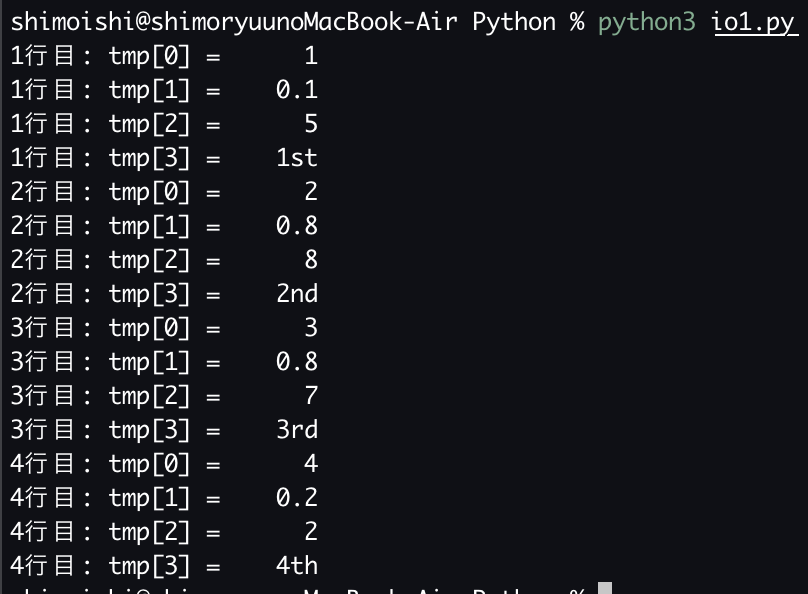 shimoishi@shimoryuunoMacBook-Air Python % python3 io1.py
1行目: tmp[0] =      1
1行目: tmp[1] =    0.1
1行目: tmp[2] =      5
1行目: tmp[3] =    1st
2行目: tmp[0] =      2
2行目: tmp[1] =    0.8
2行目: tmp[2] =      8
2行目: tmp[3] =    2nd
3行目: tmp[0] =      3
3行目: tmp[1] =    0.8
3行目: tmp[2] =      7
3行目: tmp[3] =    3rd
4行目: tmp[0] =      4
4行目: tmp[1] =    0.2
4行目: tmp[2] =      2
4行目: tmp[3] =    4th
shimoishi@shimoryuunoMacBook-Air Python %